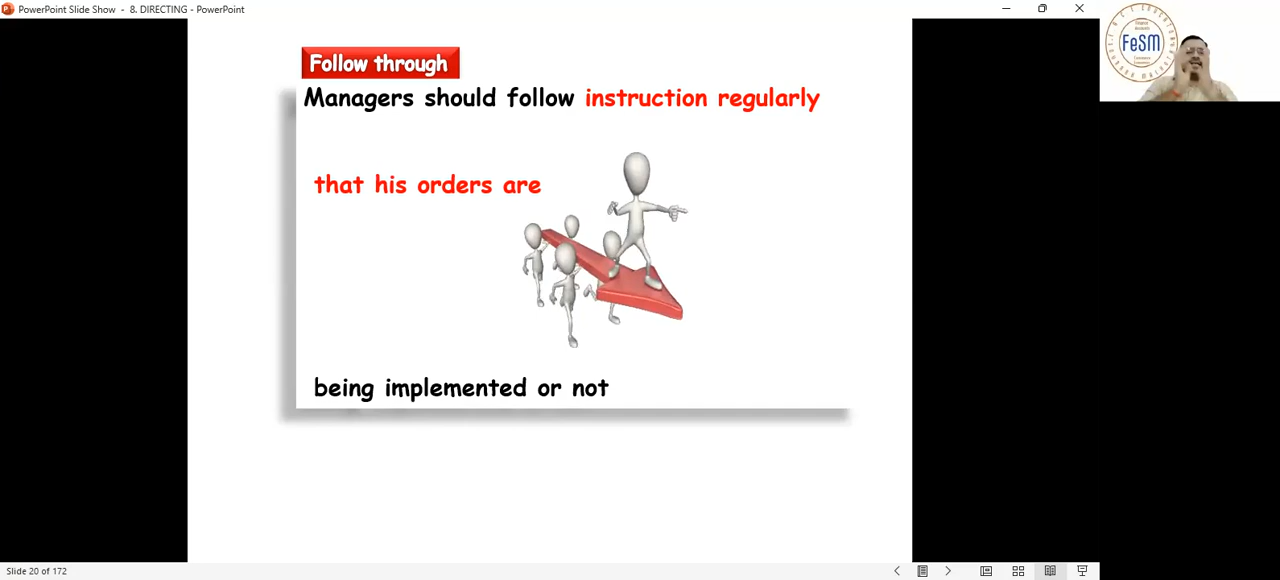 PowerPoint Slide Show - 8. DIRECTING - PowerPoint
FeSM
Follow through
Managers should follow instruction regularly
that his orders are
being implemented or not
Slide 20 of 172